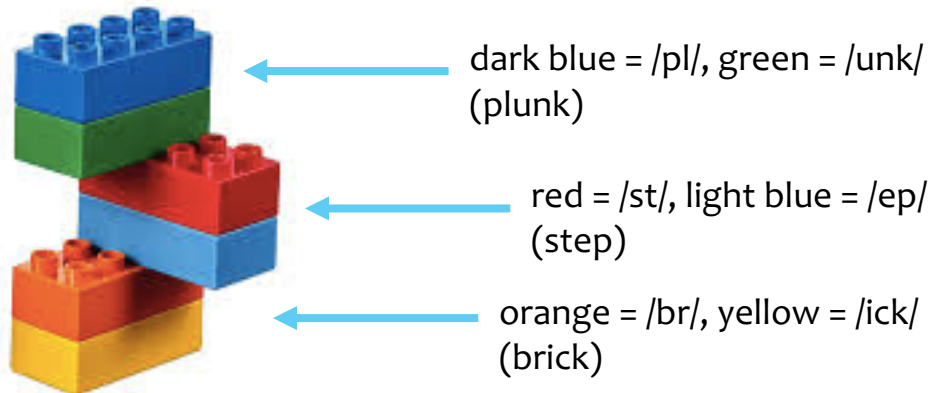 dark blue = /pl/, green = /unk/
(plunk)
red = /st/, light blue = /ep/
(step)
orange = /br/, yellow = /ick/
(brick)